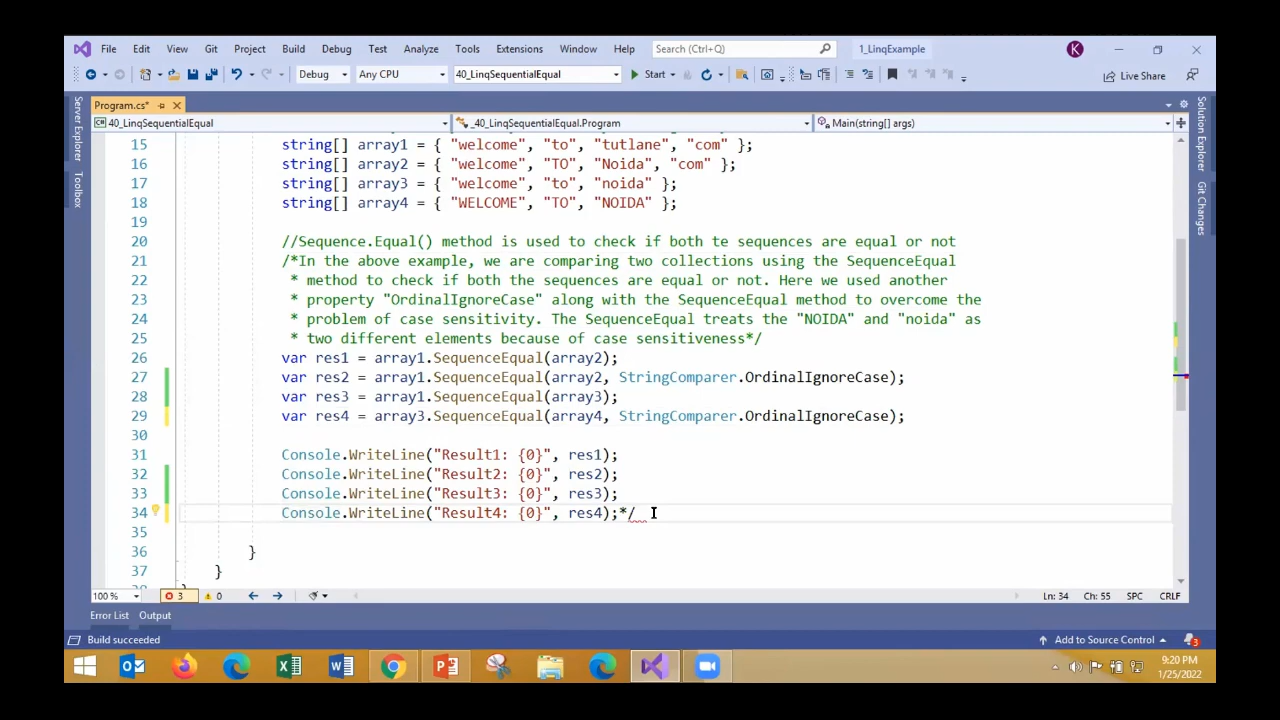 File Edit View Git Project Build Debug Test Analyze Tools Extensions Window Help Search (Ctrl+Q) 1_LinqExample K
Debug Any CPU 40_LinqSequentialEqual Start Live Share
Program.cs*
40_LinqSequentialEqual _40_LinqSequentialEqual.Program Main(string[] args)
Server Explorer
Toolbox
Solution Explorer
Git Changes
15 string[] array1 = { "welcome", "to", "tutlane", "com" };
16 string[] array2 = { "welcome", "TO", "Noida", "com" };
17 string[] array3 = { "welcome", "to", "noida" };
18 string[] array4 = { "WELCOME", "TO", "NOIDA" };
19
20 //Sequence.Equal() method is used to check if both te sequences are equal or not
21 /*In the above example, we are comparing two collections using the SequenceEqual
22 * method to check if both the sequences are equal or not. Here we used another
23 * property "OrdinalIgnoreCase" along with the SequenceEqual method to overcome the
24 * problem of case sensitivity. The SequenceEqual treats the "NOIDA" and "noida" as
25 * two different elements because of case sensitiveness*/
26 var res1 = array1.SequenceEqual(array2);
27 var res2 = array1.SequenceEqual(array2, StringComparer.OrdinalIgnoreCase);
28 var res3 = array1.SequenceEqual(array3);
29 var res4 = array3.SequenceEqual(array4, StringComparer.OrdinalIgnoreCase);
30
31 Console.WriteLine("Result1: {0}", res1);
32 Console.WriteLine("Result2: {0}", res2);
33 Console.WriteLine("Result3: {0}", res3);
34 Console.WriteLine("Result4: {0}", res4);*/
35
36 }
37 }
100 % 3 0 Ln: 34 Ch: 55 SPC CRLF
Error List Output
Build succeeded Add to Source Control 3
9:20 PM
1/25/2022